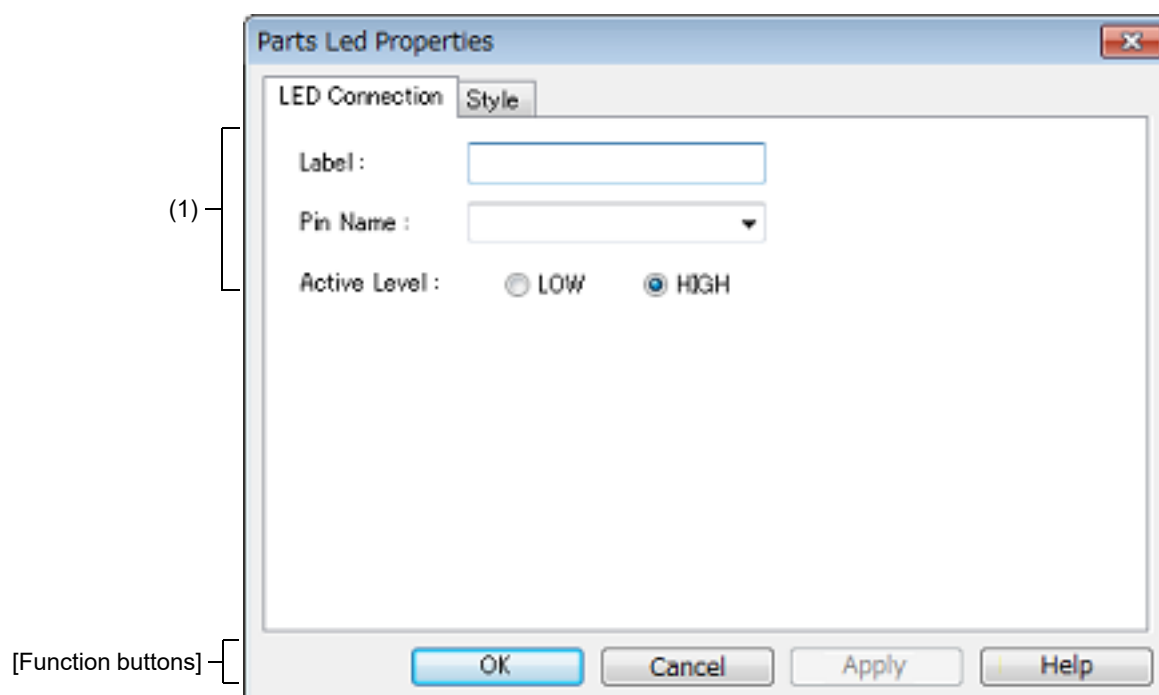 Parts Led Properties
LED Connection Style
Label :
(1)
Pin Name :
Active Level : LOW HIGH
[Function buttons]
OK Cancel Apply Help